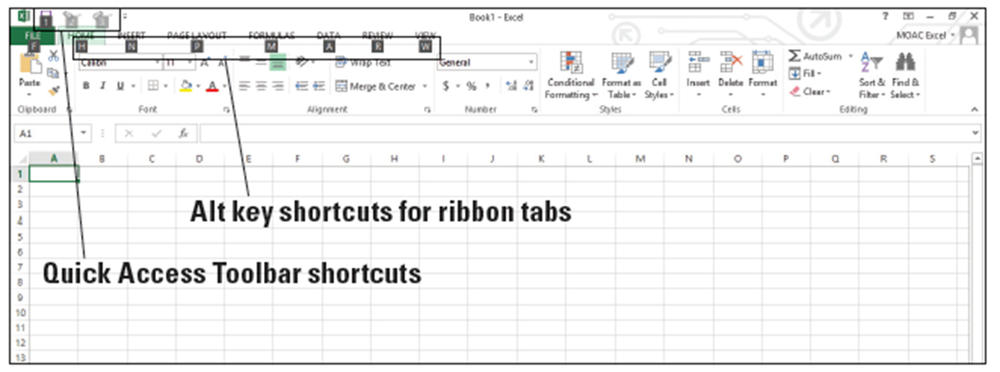 Book1 - Excel ?
1 2 3
FILE HOME INSERT PAGE LAYOUT FORMULAS DATA REVIEW VIEW MOAC Excel
F H N P M A R W
Calibri 11 A A Wrap Text General AutoSum
Fill
Paste B I U A Merge & Center $ % , Conditional Format as Cell Insert Delete Format Clear Sort & Find &
Formatting Table Styles Filter Select
Clipboard Font Alignment Number Styles Cells Editing
A1 fx
A B C D E F G H I J K L M N O P Q R S
1
2
3
Alt key shortcuts for ribbon tabs
4
5
6
7
Quick Access Toolbar shortcuts
8
9
10
11
12
13